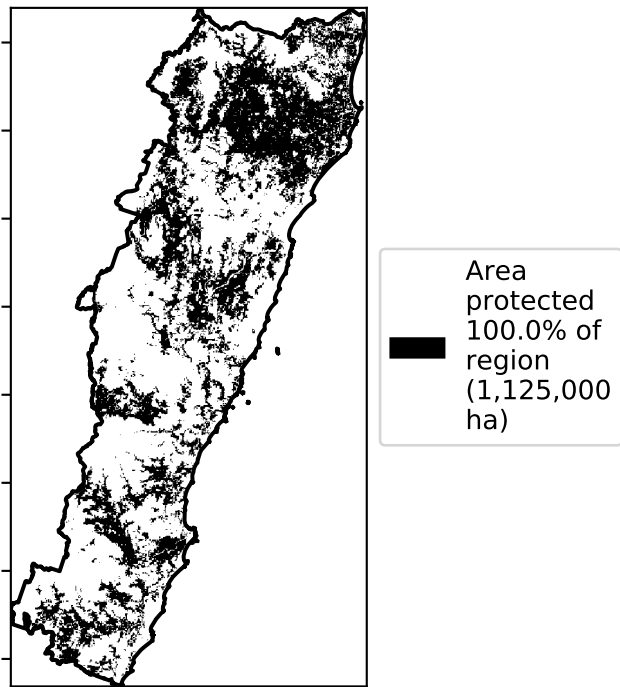 Area
protected
100.0% of
region
(1,125,000
ha)